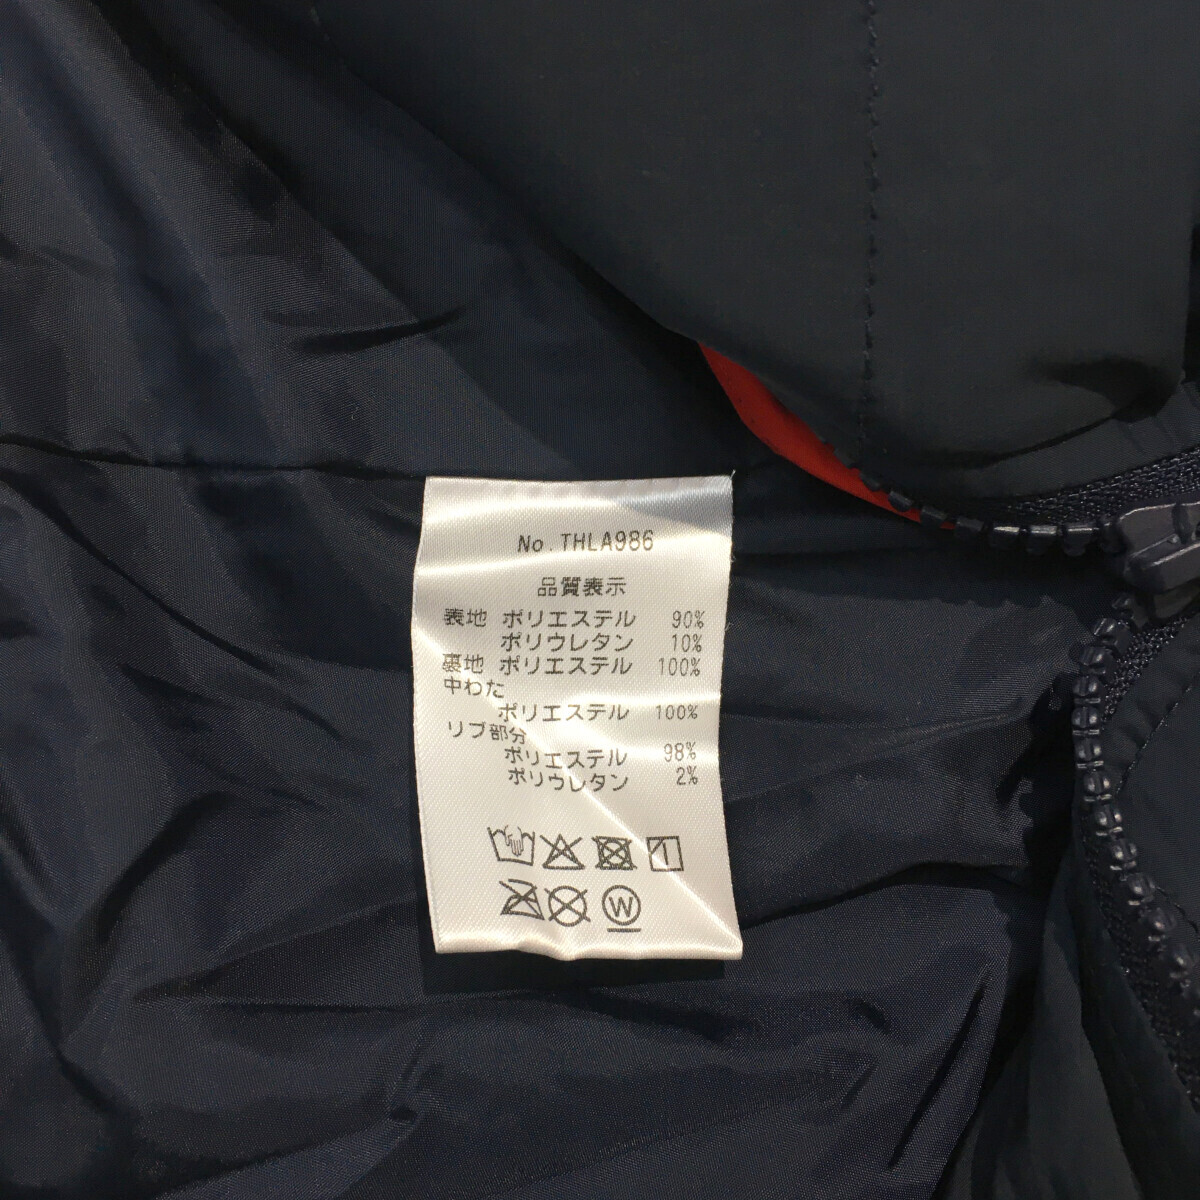 No.THLA986
品質表示
表地 ポリエステル 90%
ポリウレタン 10%
裏地 ポリエステル 100%
中わた
ポリエステル 100%
リブ部分
ポリエステル 98%
ポリウレタン 2%
W